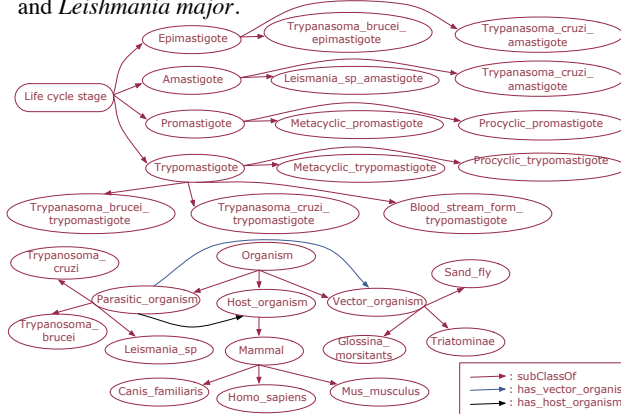 and Leishmania major.
Epimastigote
Trypanasoma_brucei_
epimastigote
Trypanasoma_cruzi_
amastigote
Amastigote
Leismania_sp_amastigote
Trypanasoma_cruzi_
amastigote
Life cycle stage
Promastigote
Metacyclic_promastigote
Procyclic_promastigote
Trypomastigote
Metacyclic_trypomastigote
Procyclic_trypomastigote
Trypanasoma_brucei_
trypomastigote
Trypanasoma_cruzi_
trypomastigote
Blood_stream_form_
trypomastigote
Trypanosoma_
cruzi
Organism
Sand_fly
Parasitic_organism
Host_organism
Vector_organism
Trypanosoma_
brucei
Leismania_sp
Mammal
Glossina_
morsitants
Triatominae
Canis_familiaris
Homo_sapiens
Mus_musculus
: subClassOf
: has_vector_organis
: has_host_organism